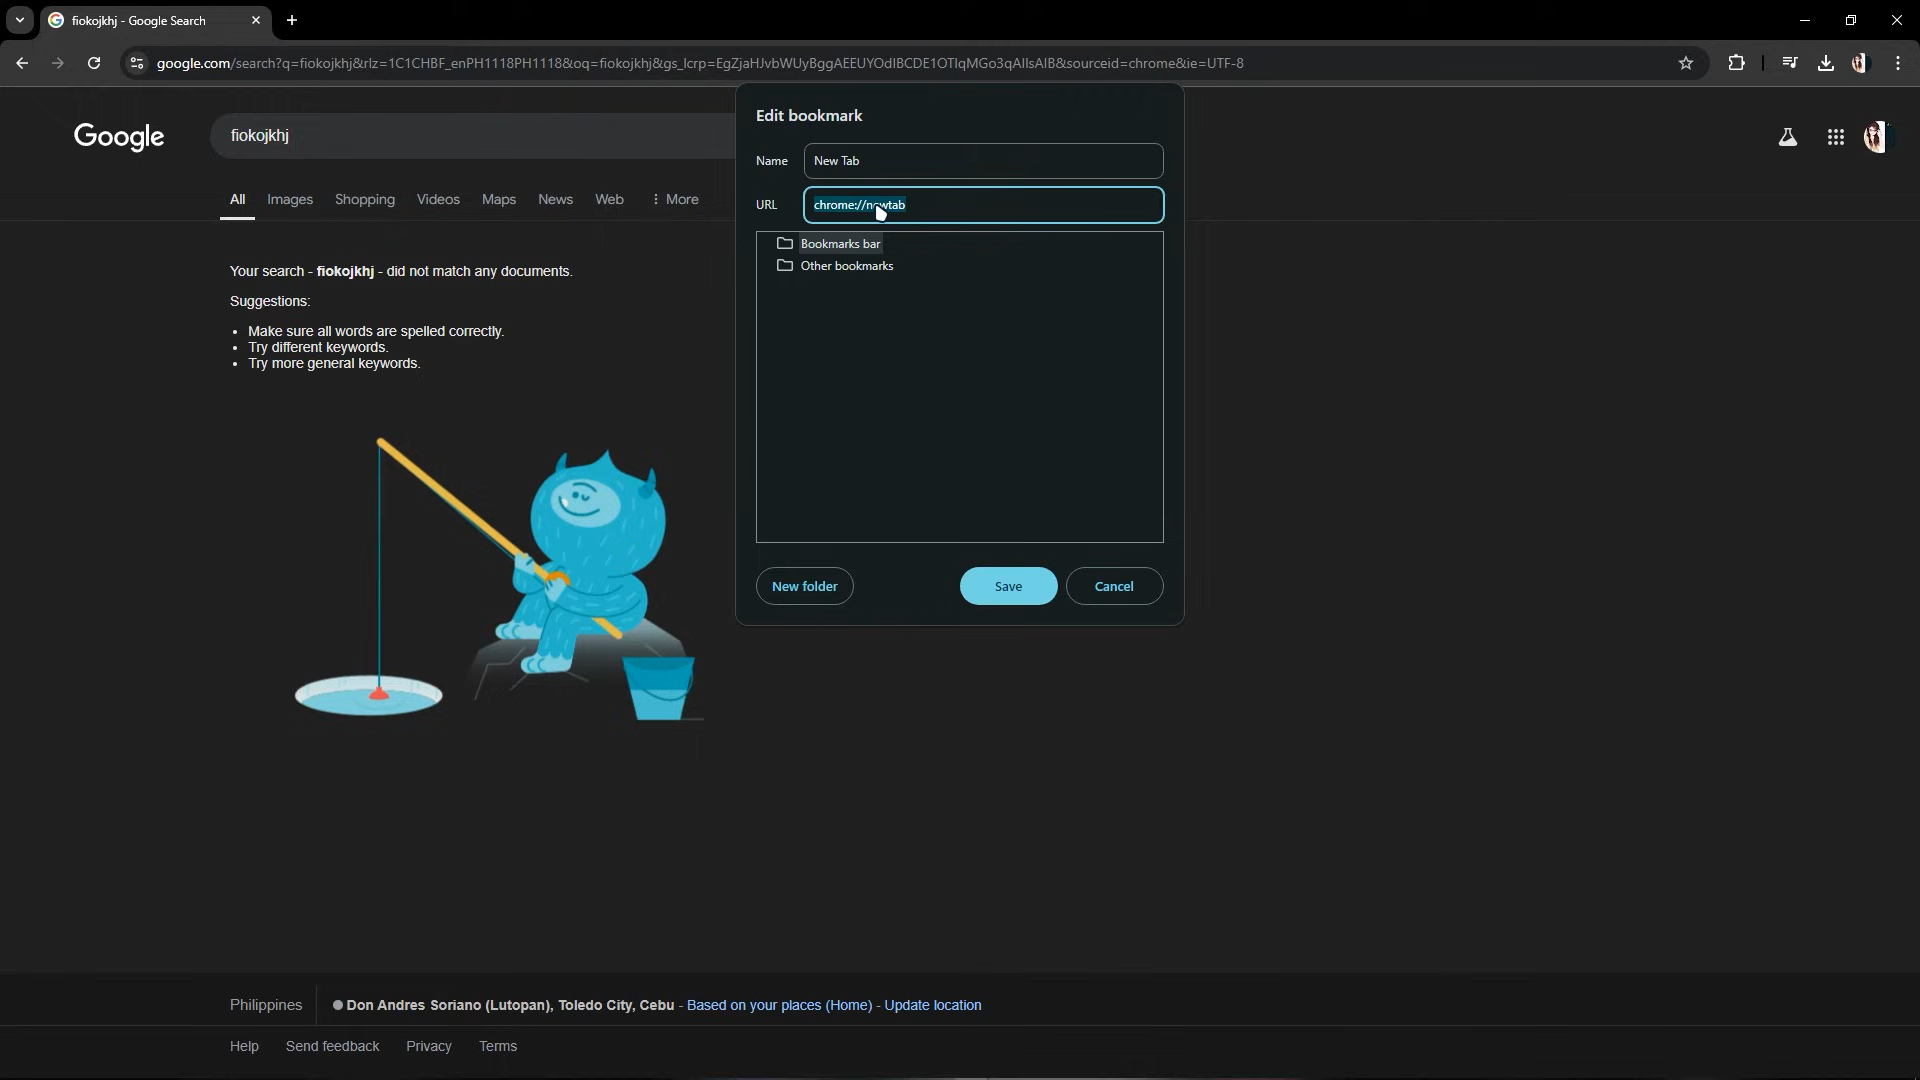 fiokojkhj - Google Search
google.com/search?q=fiokojkhj&rlz=1C1CHBF_enPH1118PH1118&oq=fiokojkhj&gs_lcrp=EgZjaHJvbWUyBggAEEUYOdIBCDE1OTlqMGo3qAIIsAIB&sourceid=chrome&ie=UTF-8
Google
fiokojkhj
All Images Shopping Videos Maps News Web More
Your search - fiokojkhj - did not match any documents.
Suggestions:
• Make sure all words are spelled correctly.
• Try different keywords.
• Try more general keywords.
Edit bookmark
Name New Tab
URL chrome://newtab
Bookmarks bar
Other bookmarks
New folder Save Cancel
Philippines Don Andres Soriano (Lutopan), Toledo City, Cebu - Based on your places (Home) - Update location
Help Send feedback Privacy Terms